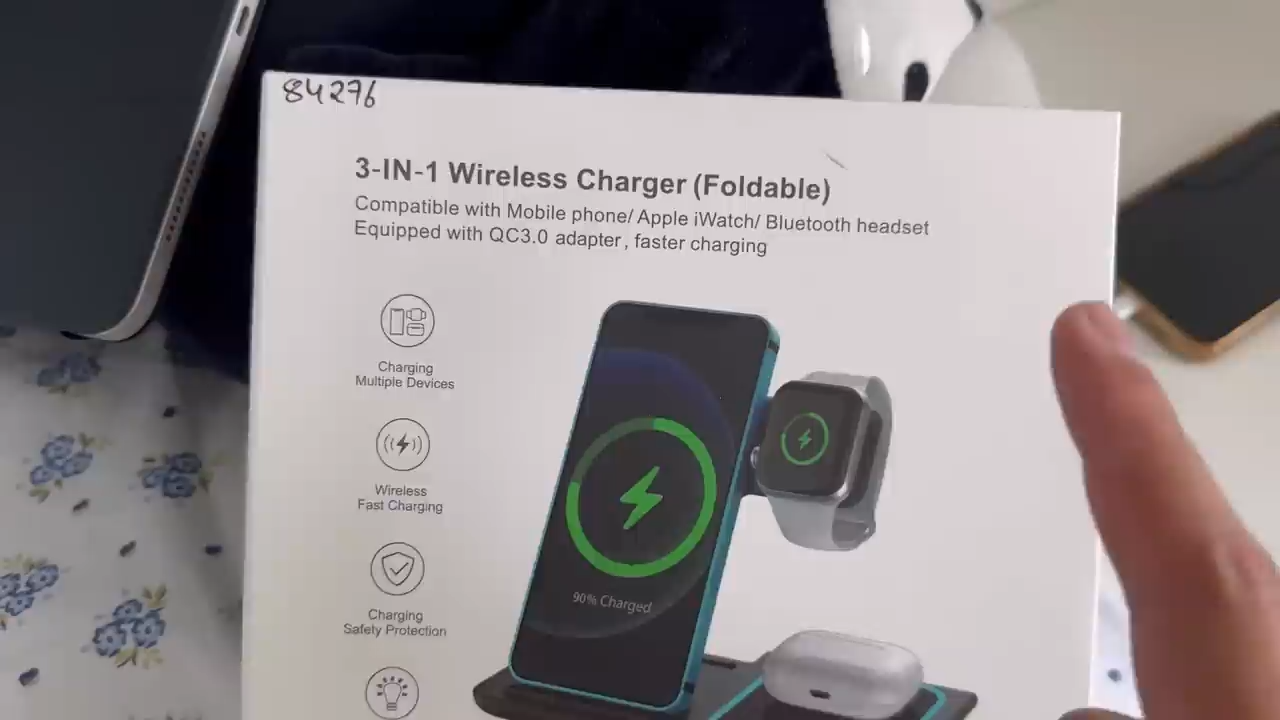 84276
3-IN-1 Wireless Charger (Foldable)
Compatible with Mobile phone/ Apple iWatch/ Bluetooth headset
Equipped with QC3.0 adapter, faster charging
Charging
Multiple Devices
Wireless
Fast Charging
Charging
Safety Protection
90% Charged